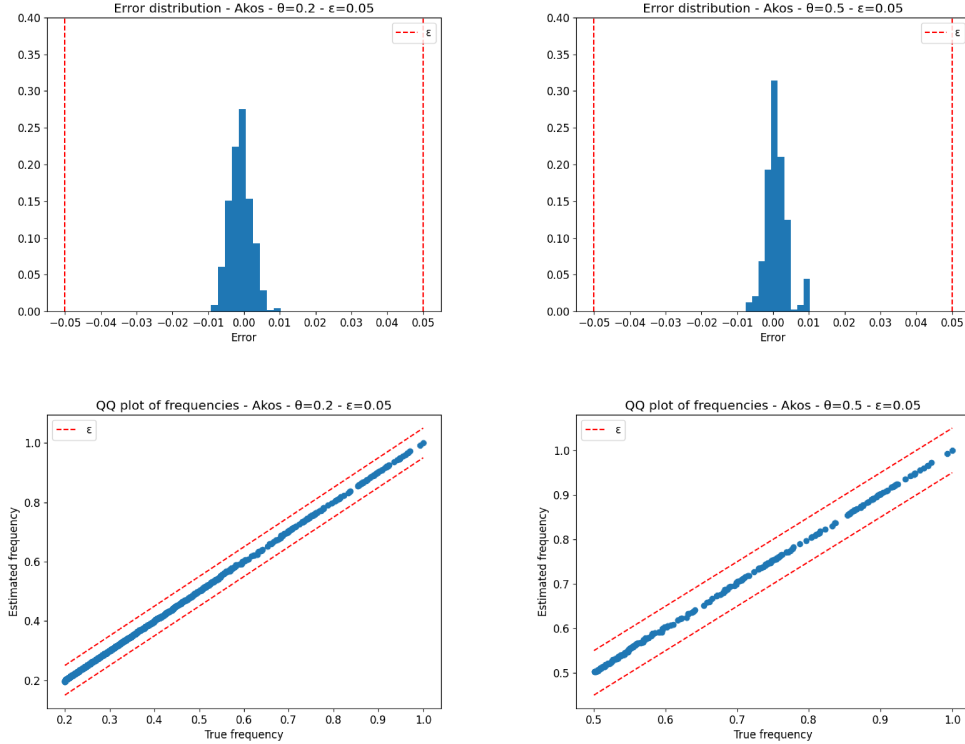 Error distribution - Akos - θ=0.2 - ε=0.05
0.40
0.35
0.30
0.25
0.20
0.15
0.10
0.05
0.00
ε
−0.05 −0.04 −0.03 −0.02 −0.01 0.00 0.01 0.02 0.03 0.04 0.05
Error
Error distribution - Akos - θ=0.5 - ε=0.05
0.40
0.35
0.30
0.25
0.20
0.15
0.10
0.05
0.00
ε
−0.05 −0.04 −0.03 −0.02 −0.01 0.00 0.01 0.02 0.03 0.04 0.05
Error
QQ plot of frequencies - Akos - θ=0.2 - ε=0.05
ε
Estimated frequency
1.0
0.8
0.6
0.4
0.2
0.2 0.3 0.4 0.5 0.6 0.7 0.8 0.9 1.0
True frequency
QQ plot of frequencies - Akos - θ=0.5 - ε=0.05
ε
Estimated frequency
1.0
0.9
0.8
0.7
0.6
0.5
0.5 0.6 0.7 0.8 0.9 1.0
True frequency